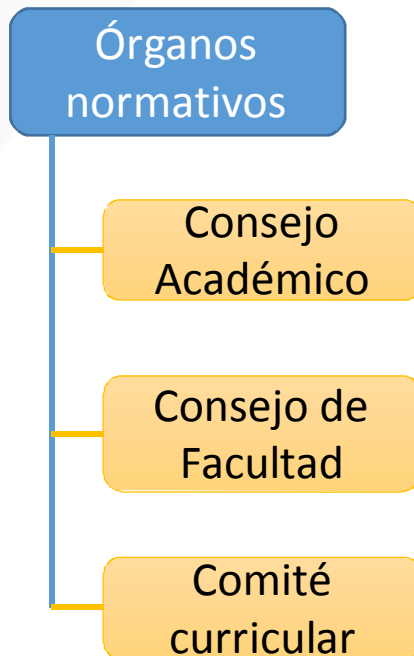 Órganos
normativos
Consejo
Académico
Consejo de
Facultad
Comité
curricular